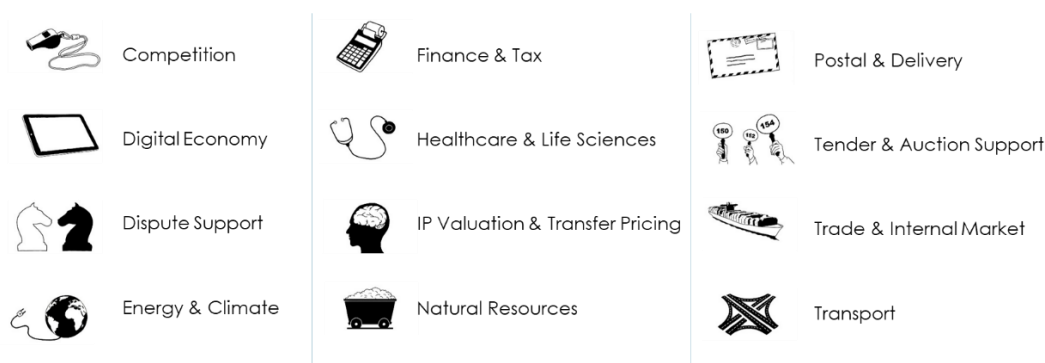 Competition
Digital Economy
Dispute Support
Energy & Climate
Finance & Tax
Healthcare & Life Sciences
IP Valuation & Transfer Pricing
Natural Resources
Postal & Delivery
150
152
154
Tender & Auction Support
Trade & Internal Market
Transport